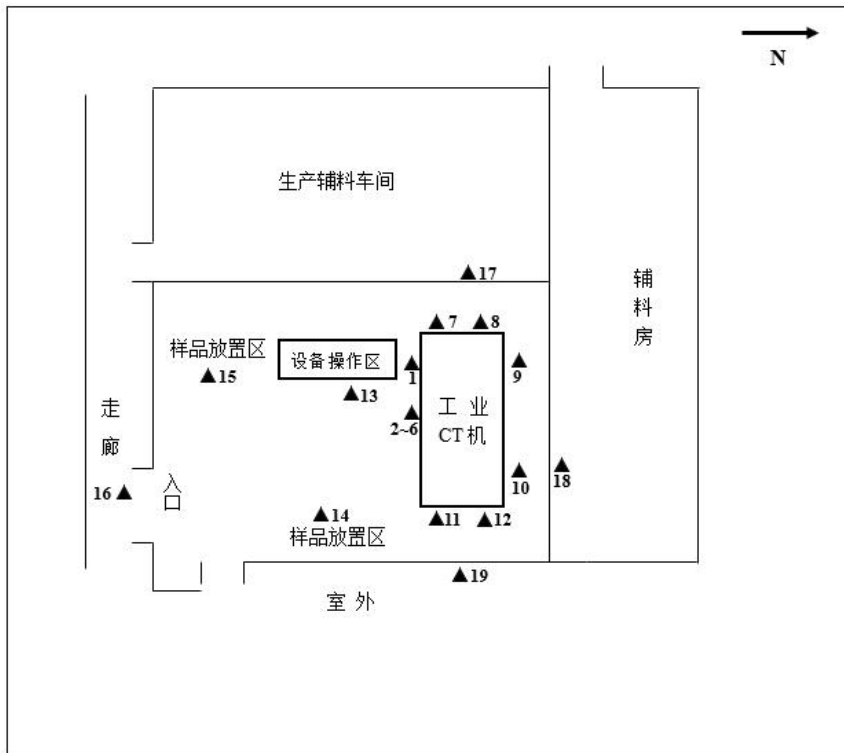 N
生产辅料车间
▲17
辅
料
房
▲7
▲8
样品放置区
设备操作区
▲
1
▲
9
▲15
▲13
走
廊
工 业
CT机
▲
2~6
▲
10
▲
18
16▲
入
口
▲14
样品放置区
▲11
▲12
▲19
室 外